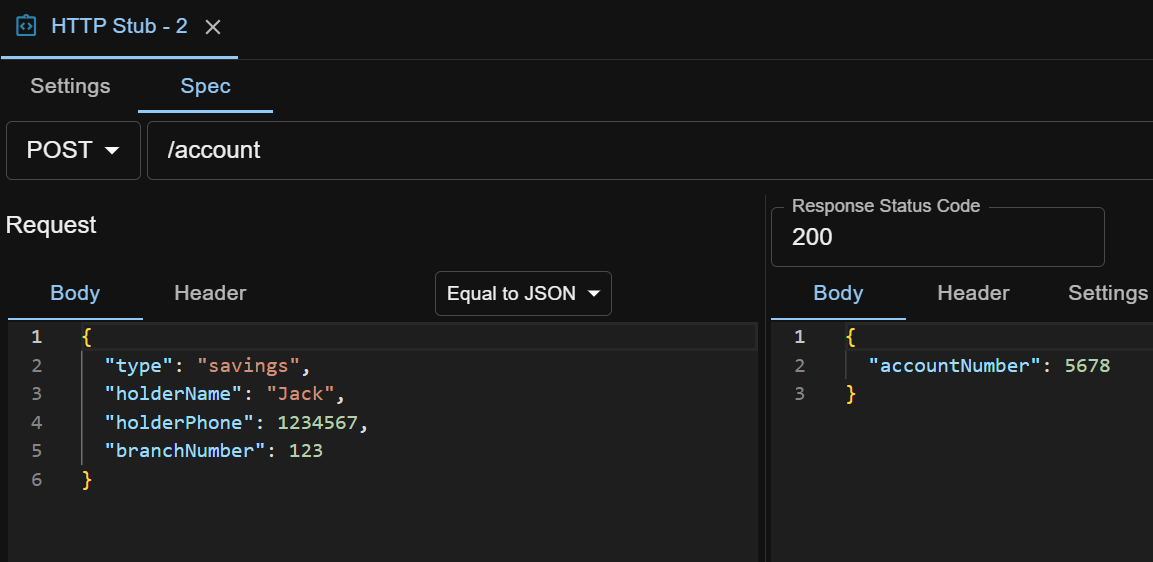 HTTP Stub - 2
Settings Spec
POST /account
Request
Response Status Code
200
Body Header Equal to JSON
1 {
2 "type": "savings",
3 "holderName": "Jack",
4 "holderPhone": 1234567,
5 "branchNumber": 123
6 }
Body Header Settings
1 {
2 "accountNumber": 5678
3 }